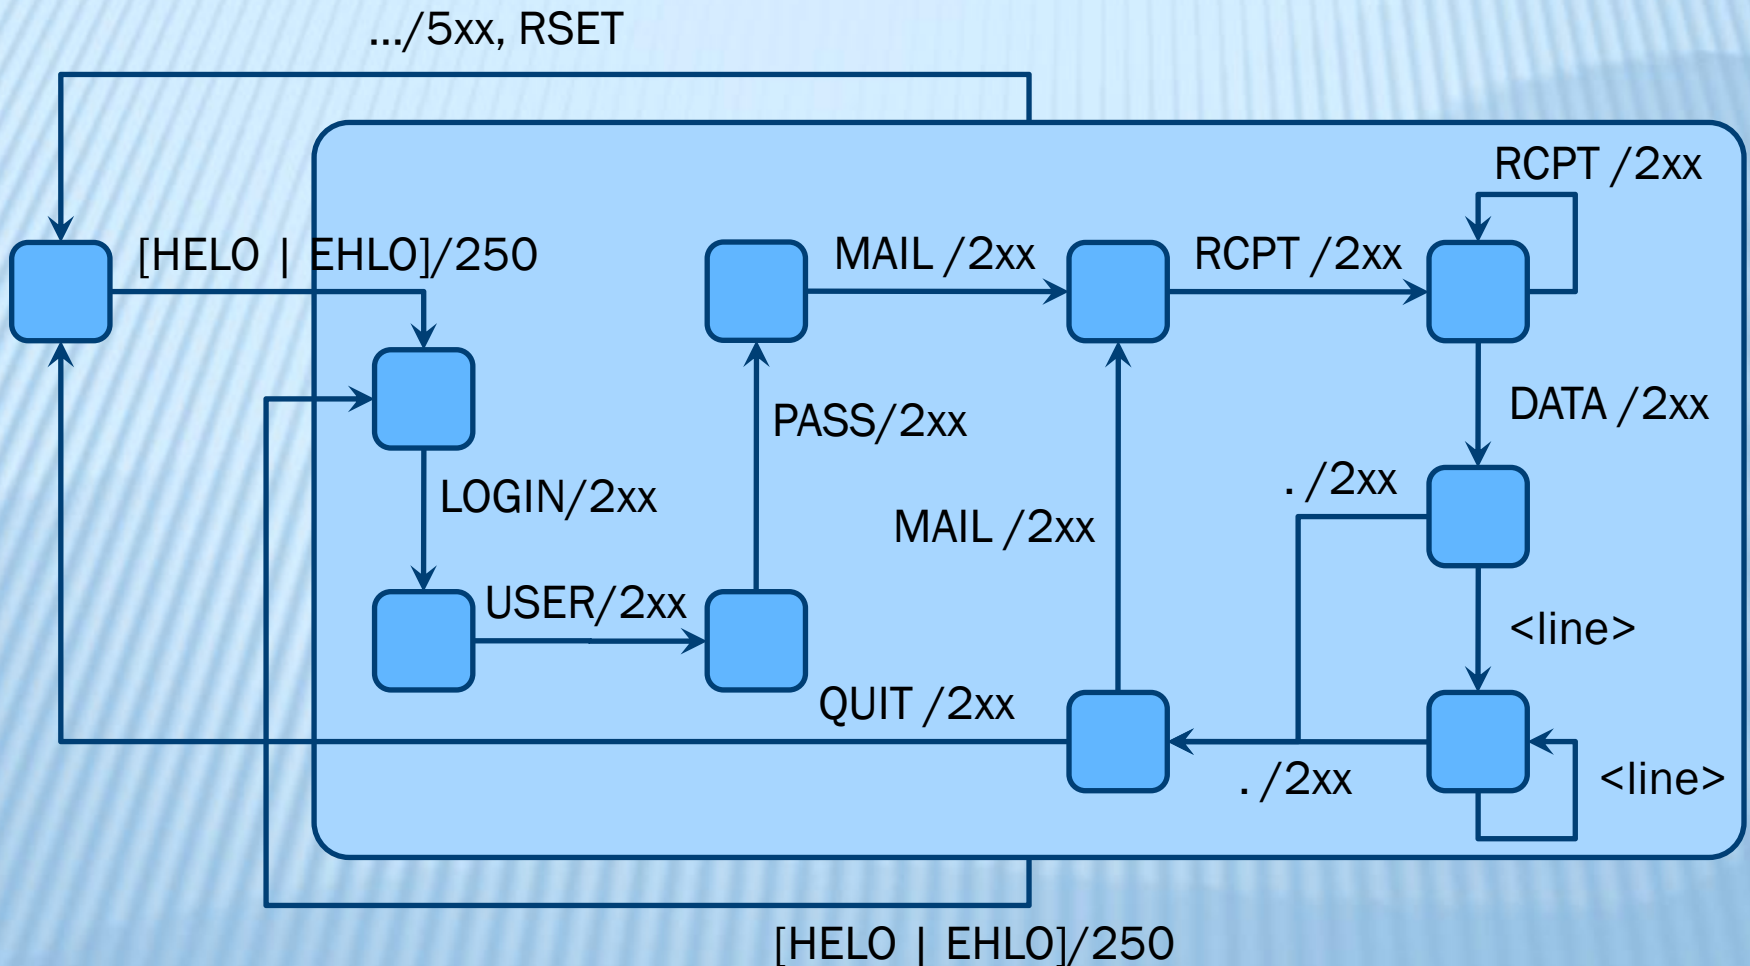 .../5xx, RSET
RCPT /2xx
[HELO | EHLO]/250
MAIL /2xx
RCPT /2xx
PASS/2xx
DATA /2xx
LOGIN/2xx
MAIL /2xx
. /2xx
USER/2xx
<line>
QUIT /2xx
. /2xx
<line>
[HELO | EHLO]/250